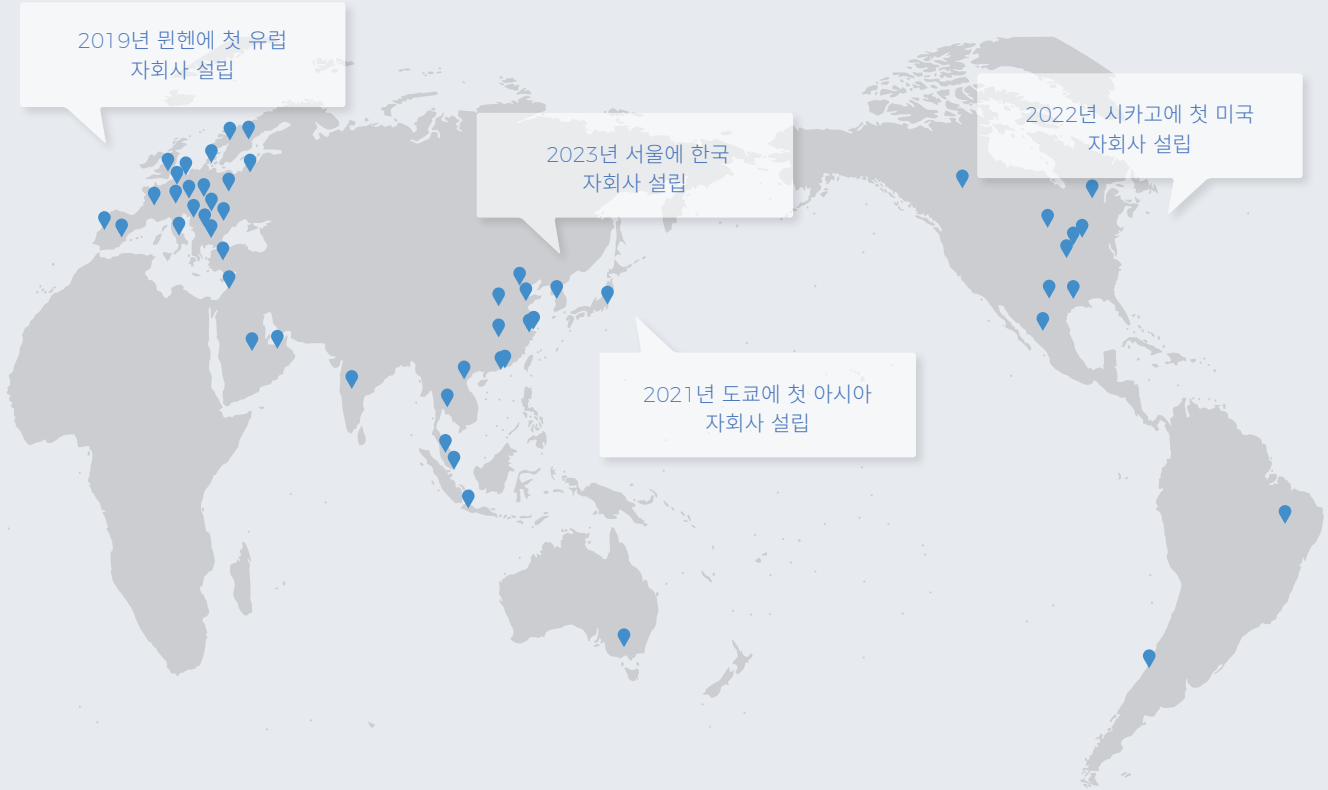 2019년 뮌헨에 첫 유럽
자회사 설립
2022년 시카고에 첫 미국
자회사 설립
2023년 서울에 한국
자회사 설립
2021년 도쿄에 첫 아시아
자회사 설립